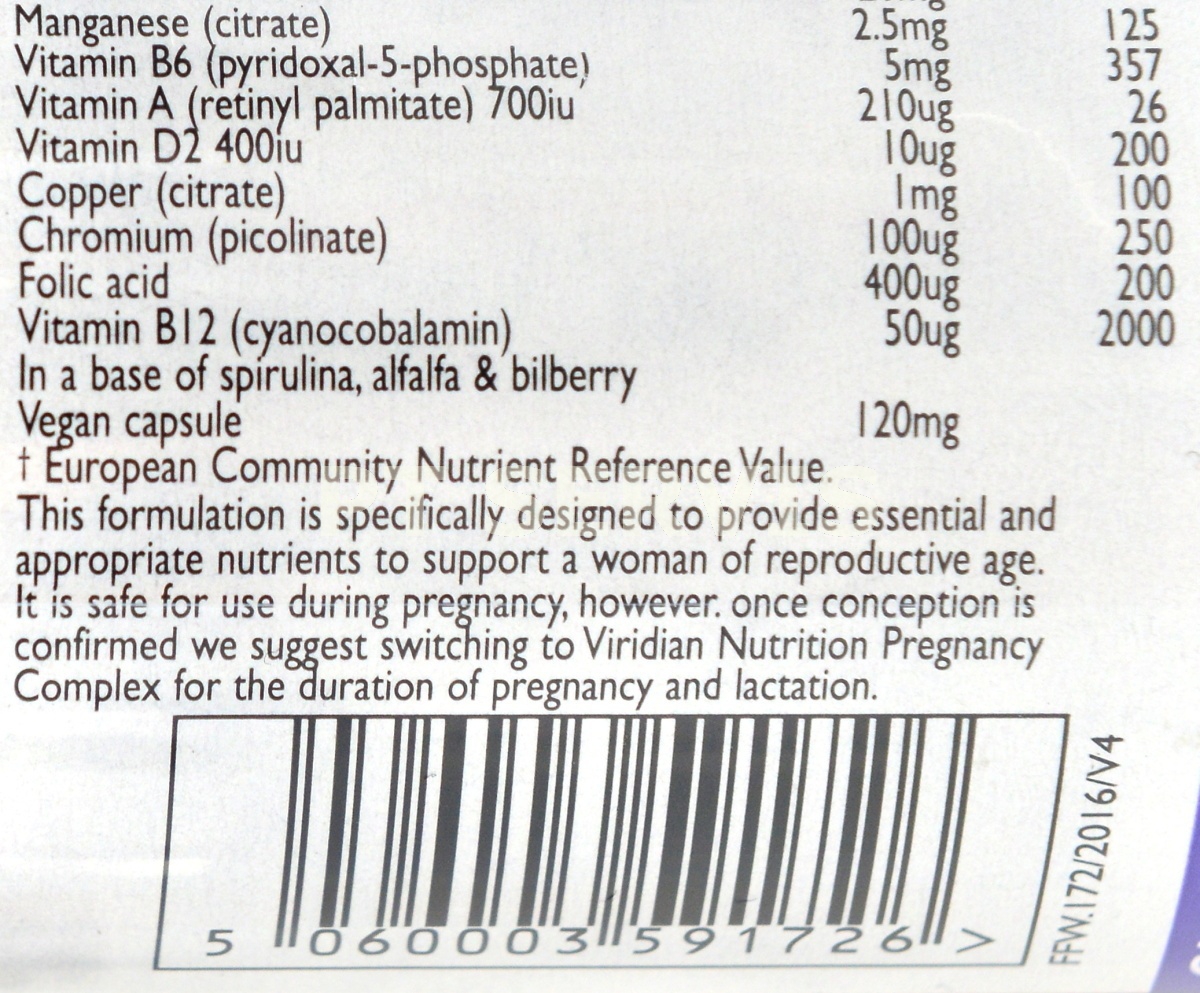 Manganese (citrate) 2.5mg 125
Vitamin B6 (pyridoxal-5-phosphate) 5mg 357
Vitamin A (retinyl palmitate) 700iu 210ug 26
Vitamin D2 400iu 10ug 200
Copper (citrate) 1mg 100
Chromium (picolinate) 100ug 250
Folic acid 400ug 200
Vitamin B12 (cyanocobalamin) 50ug 2000
In a base of spirulina, alfalfa & bilberry
Vegan capsule 120mg
† European Community Nutrient Reference Value.
This formulation is specifically designed to provide essential and
appropriate nutrients to support a woman of reproductive age.
It is safe for use during pregnancy, however, once conception is
confirmed we suggest switching to Viridian Nutrition Pregnancy
Complex for the duration of pregnancy and lactation.
5 060003 591726 >
FFW.172/2016/V4